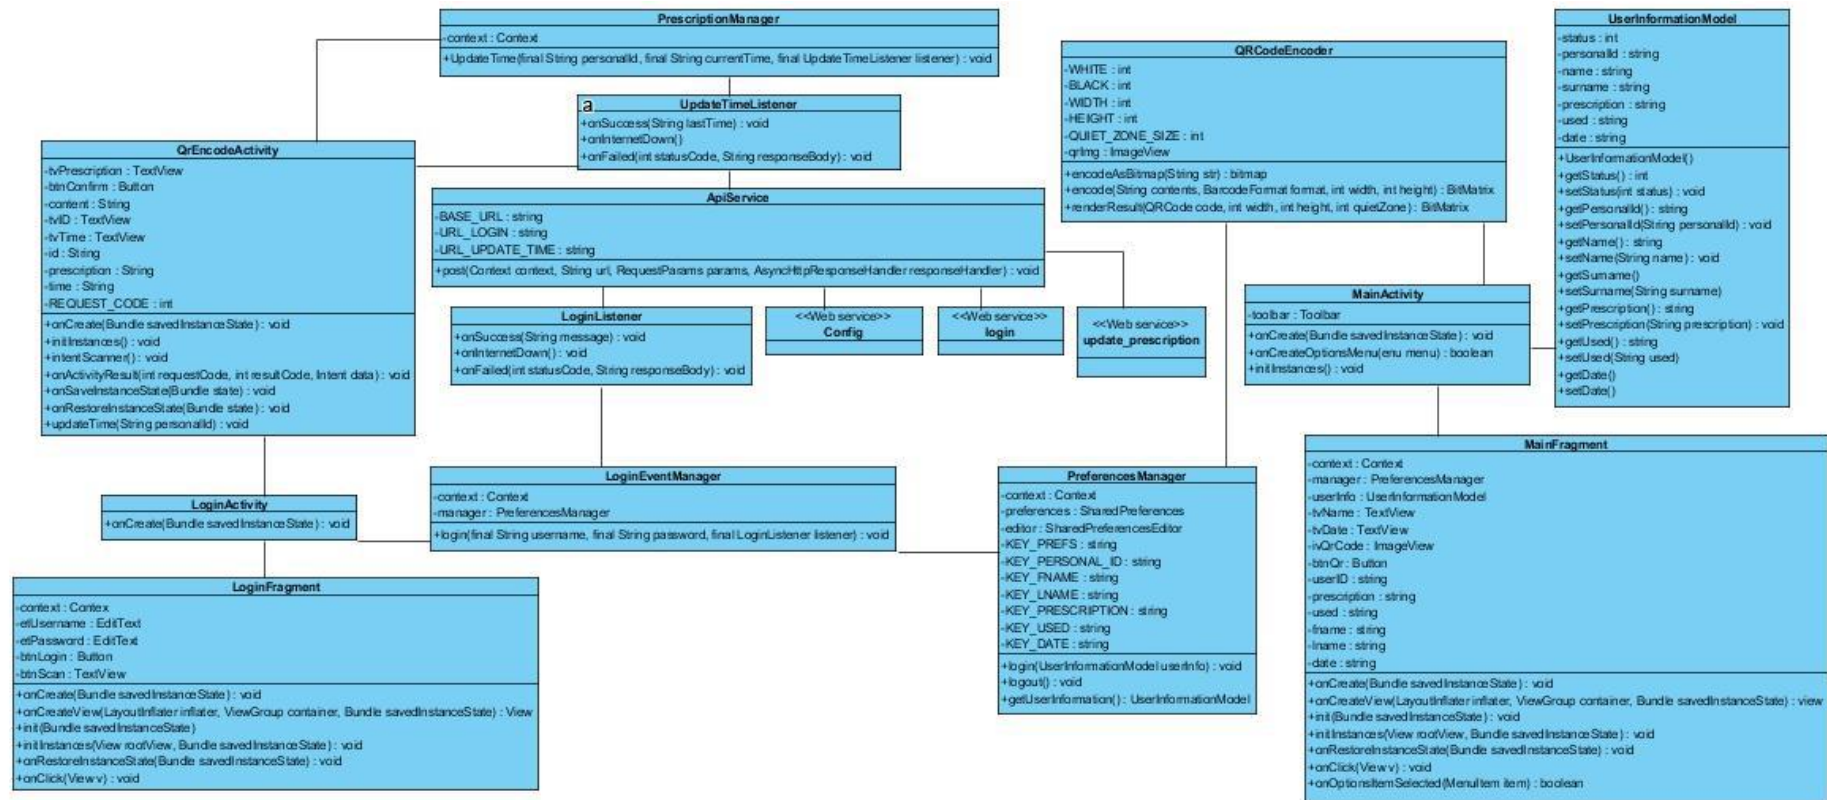 PrescriptionManager
-context : Context
+UpdateTime(final String personalId, final String currentTime, final UpdateTimeListener listener) : void
a
UpdateTimeListener
+onSuccess(String lastTime) : void
+onInternetDown()
+onFailed(int statusCode, String responseBody) : void
QREncodeActivity
-tvPrescription : TextView
-btnConfirm : Button
-content : String
-tvID : TextView
-tvTime : TextView
-id : String
-prescription : String
-time : String
-REQUEST_CODE : int
+onCreate(Bundle savedInstanceState) : void
+initInstances() : void
+intentScanner() : void
+onActivityResult(int requestCode, int resultCode, Intent data) : void
+onSaveInstanceState(Bundle state) : void
+onRestoreInstanceState(Bundle state) : void
+updateTime(String personalId) : void
ApiService
-BASE_URL : string
-URL_LOGIN : string
-URL_UPDATE_TIME : string
+post(Context context, String url, RequestParams params, AsyncHttpResponseHandler responseHandler) : void
LoginListener
+onSuccess(String message) : void
+onInternetDown() : void
+onFailed(int statusCode, String responseBody) : void
<<Web service>>
Config
<<Web service>>
login
<<Web service>>
update_prescription
QRCodeEncoder
-WHITE : int
-BLACK : int
-WIDTH : int
-HEIGHT : int
-QUIET_ZONE_SIZE : int
-qrImg : ImageView
+encodeAsBitmap(String str) : bitmap
+encode(String contents, BarcodeFormat format, int width, int height) : BitMatrix
+renderResult(QRCode code, int width, int height, int quietZone) : BitMatrix
UserInformationModel
-status : int
-personalId : string
-name : string
-surname : string
-prescription : string
-used : string
-date : string
+UserInformationModel()
+getStatus() : int
+setStatus(int status) : void
+getPersonalId() : string
+setPersonalId(String personalId) : void
+getName() : string
+setName(String name) : void
+getSurname()
+setSurname(String surname)
+getPrescription() : string
+setPrescription(String prescription) : void
+getUsed() : string
+setUsed(String used)
+getDate()
+setDate()
MainActivity
-toolbar : Toolbar
+onCreate(Bundle savedInstanceState) : void
+onCreateOptionsMenu(enu menu) : boolean
+initInstances() : void
LoginActivity
+onCreate(Bundle savedInstanceState) : void
LoginEventManager
-context : Context
-manager : PreferencesManager
+login(final String username, final String password, final LoginListener listener) : void
PreferencesManager
-context : Context
-preferences : SharedPreferences
-editor : SharedPreferencesEditor
-KEY_PREFS : string
-KEY_PERSONAL_ID : string
-KEY_FNAME : string
-KEY_LNAME : string
-KEY_PRESCRIPTION : string
-KEY_USED : string
-KEY_DATE : string
+login(UserInformationModel userInfo) : void
+logout() : void
+getUserInformation() : UserInformationModel
LoginFragment
-context : Contex
-etUsername : EditText
-etPassword : EditText
-btnLogin : Button
-btnScan : TextView
+onCreate(Bundle savedInstanceState) : void
+onCreateView(LayoutInflater inflater, ViewGroup container, Bundle savedInstanceState) : View
+init(Bundle savedInstanceState)
+initInstances(View rootView, Bundle savedInstanceState) : void
+onRestoreInstanceState(Bundle savedInstanceState) : void
+onClick(View v) : void
MainFragment
-context : Context
-manager : PreferencesManager
-userInfo : UserInformationModel
-tvName : TextView
-tvDate : TextView
-ivQrCode : ImageView
-btnQr : Button
-userID : string
-prescription : string
-used : string
-fname : string
-lname : string
-date : string
+onCreate(Bundle savedInstanceState) : void
+onCreateView(LayoutInflater inflater, ViewGroup container, Bundle savedInstanceState) : view
+init(Bundle savedInstanceState) : void
+initInstances(View rootView, Bundle savedInstanceState) : void
+onRestoreInstanceState(Bundle savedInstanceState) : void
+onClick(View v) : void
+onOptionsItemSelected(MenuItem item) : boolean